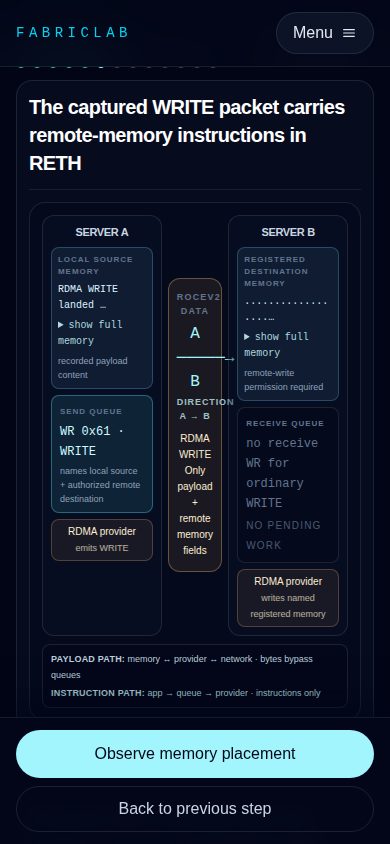 FABRICLAB
Menu
The captured WRITE packet carries
remote-memory instructions in
RETH
SERVER A
LOCAL SOURCE
MEMORY
RDMA WRITE
landed …
▶ show full
memory
recorded payload
content
SEND QUEUE
WR 0x61 ·
WRITE
names local source
+ authorized remote
destination
RDMA provider
emits WRITE
ROCEV2
DATA
A
───────→
B
DIRECTION
A → B
RDMA
WRITE
Only
payload
+
remote
memory
fields
SERVER B
REGISTERED
DESTINATION
MEMORY
..............
....…
▶ show full
memory
remote-write
permission required
RECEIVE QUEUE
no receive
WR for
ordinary
WRITE
NO PENDING
WORK
RDMA provider
writes named
registered memory
PAYLOAD PATH: memory ↔ provider ↔ network · bytes bypass
queues
INSTRUCTION PATH: app → queue → provider · instructions only
Observe memory placement
Back to previous step